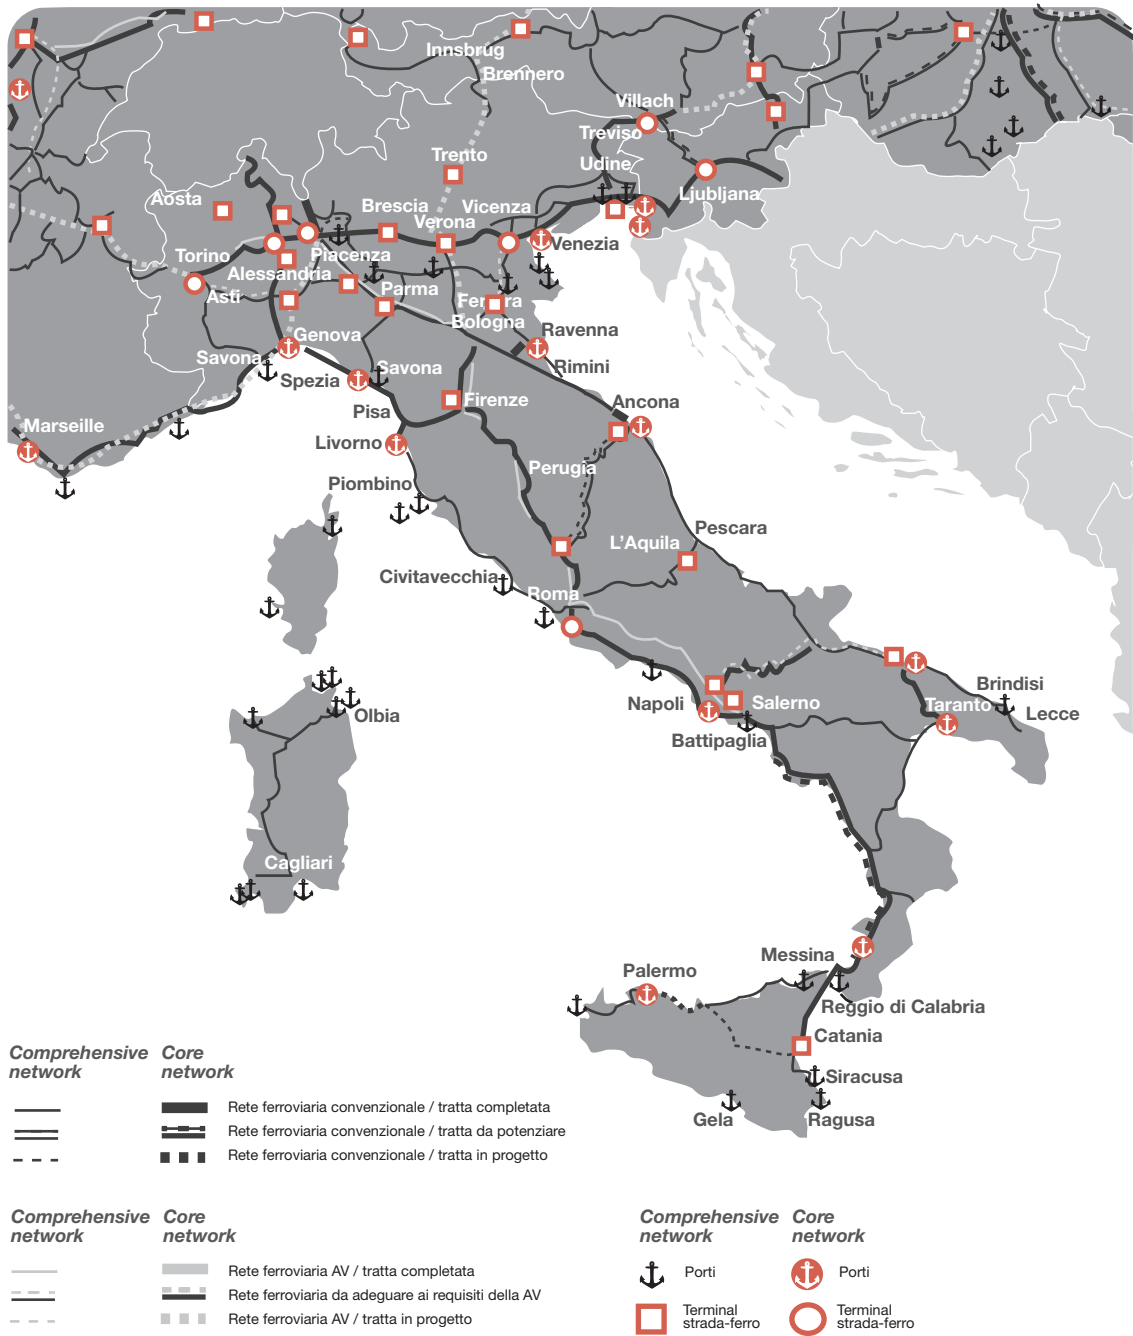 Innsbrug
Brennero
Villach
Treviso
Trento
Udine
Aosta
Ljubljana
Brescia
Vicenza
Verona
Venezia
Torino
Piacenza
Alessandria
Asti
Parma
Ferrara
Bologna
Ravenna
Genova
Savona
Rimini
Spezia
Savona
Firenze
Ancona
Pisa
Marseille
Livorno
Perugia
Piombino
Pescara
L'Aquila
Civitavecchia
Roma
Brindisi
Napoli
Salerno
Taranto
Lecce
Olbia
Battipaglia
Cagliari
Messina
Palermo
Reggio di Calabria
Catania
Siracusa
Gela
Ragusa
Comprehensive network
Core network
Rete ferroviaria convenzionale / tratta completata
Rete ferroviaria convenzionale / tratta da potenziare
Rete ferroviaria convenzionale / tratta in progetto
Comprehensive network
Core network
Rete ferroviaria AV / tratta completata
Rete ferroviaria da adeguare ai requisiti della AV
Rete ferroviaria AV / tratta in progetto
Comprehensive network
Core network
Porti
Porti
Terminal strada-ferro
Terminal strada-ferro